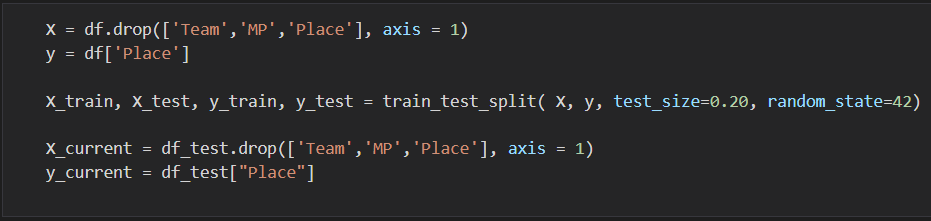 X = df.drop(['Team','MP','Place'], axis = 1)
y = df['Place']
X_train, X_test, y_train, y_test = train_test_split( X, y, test_size=0.20, random_state=42)
X_current = df_test.drop(['Team','MP','Place'], axis = 1)
y_current = df_test["Place"]